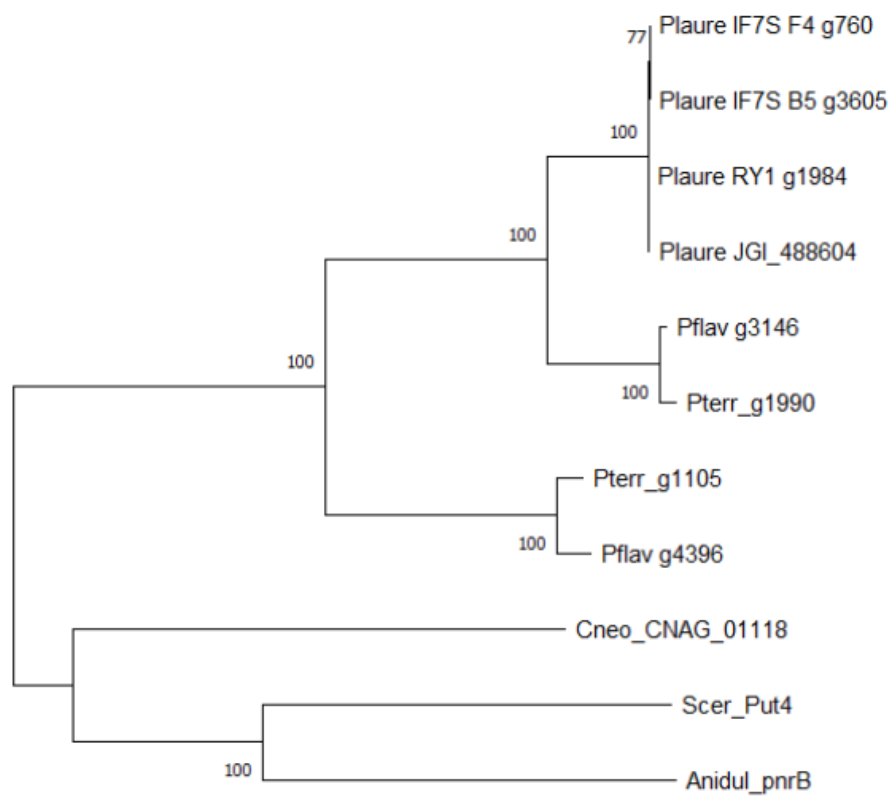 Plaure IF7S F4 g760
77
Plaure IF7S B5 g3605
100
Plaure RY1 g1984
100
Plaure JGI_488604
Pflav g3146
100
100
Pterr_g1990
Pterr_g1105
100
Pflav g4396
Cneo_CNAG_01118
Scer_Put4
100
Anidul_pnrB